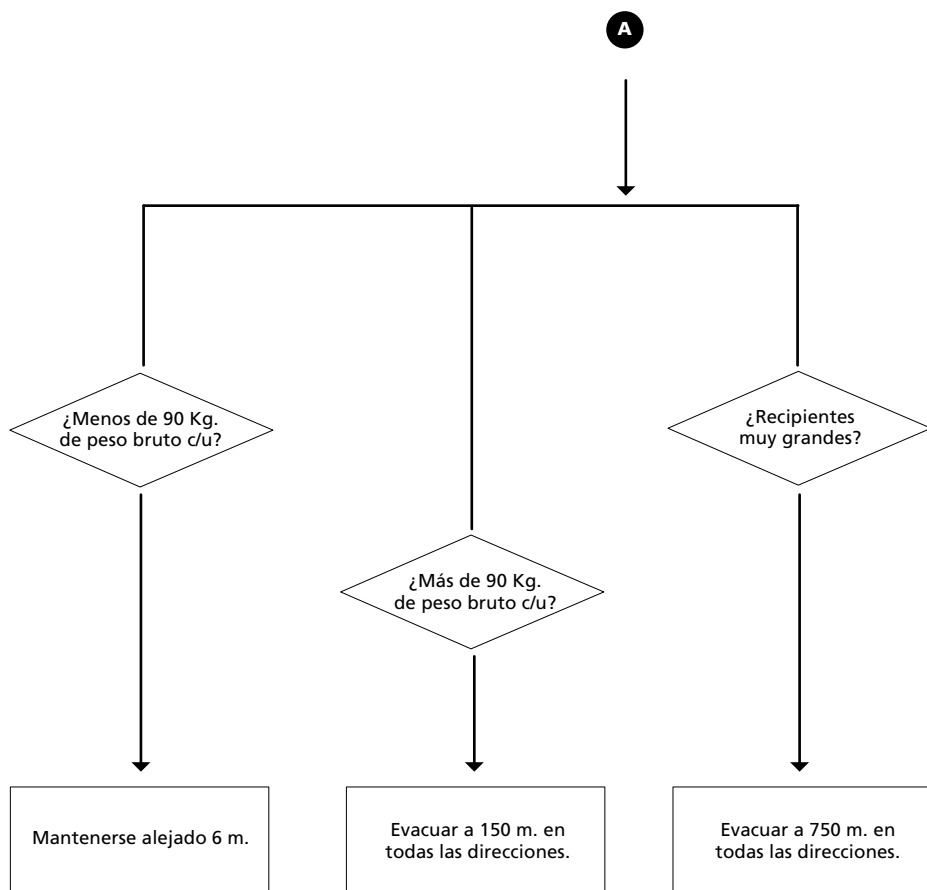 A
¿Menos de 90 Kg.
de peso bruto c/u?
¿Recipientes
muy grandes?
¿Más de 90 Kg.
de peso bruto c/u?
Mantenerse alejado 6 m.
Evacuar a 150 m. en
todas las direcciones.
Evacuar a 750 m. en
todas las direcciones.